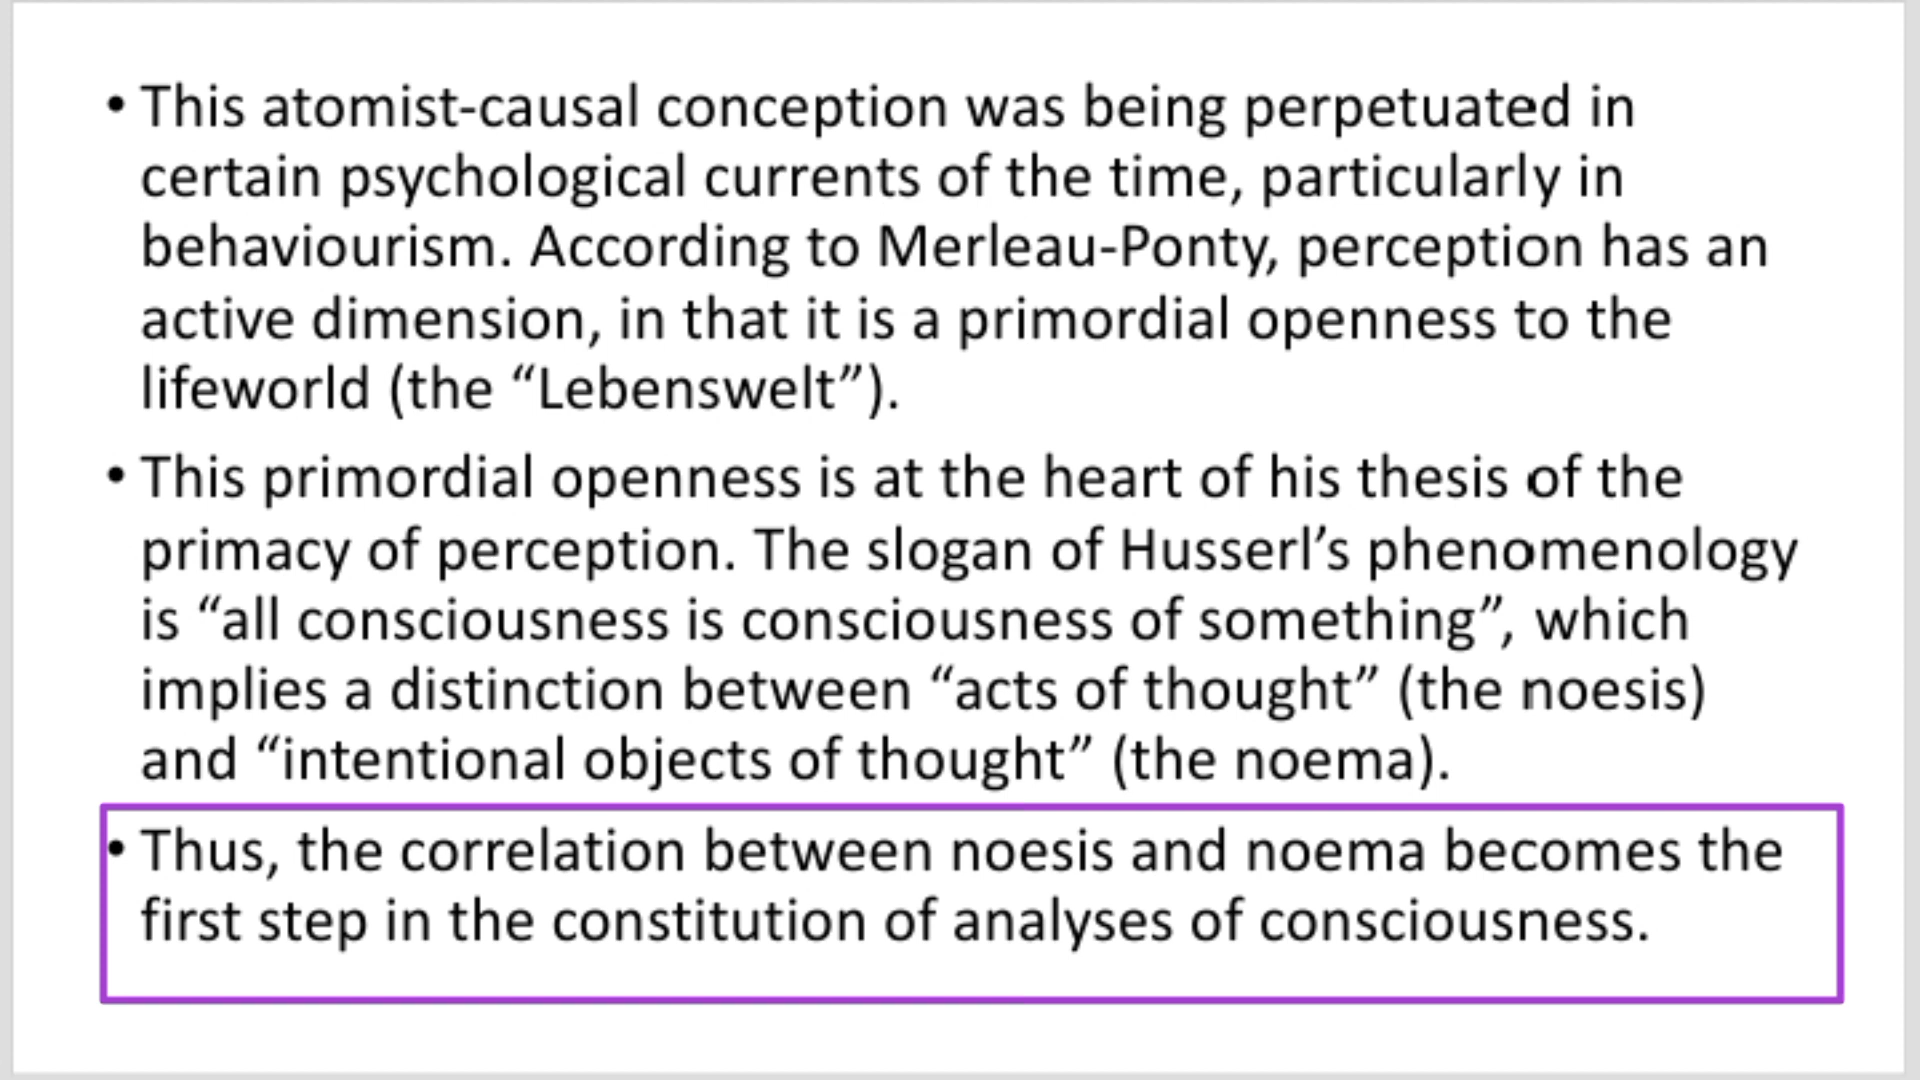 • This atomist-causal conception was being perpetuated in
certain psychological currents of the time, particularly in
behaviourism. According to Merleau-Ponty, perception has an
active dimension, in that it is a primordial openness to the
lifeworld (the “Lebenswelt”).
• This primordial openness is at the heart of his thesis of the
primacy of perception. The slogan of Husserl’s phenomenology
is “all consciousness is consciousness of something”, which
implies a distinction between “acts of thought” (the noesis)
and “intentional objects of thought” (the noema).
• Thus, the correlation between noesis and noema becomes the
first step in the constitution of analyses of consciousness.